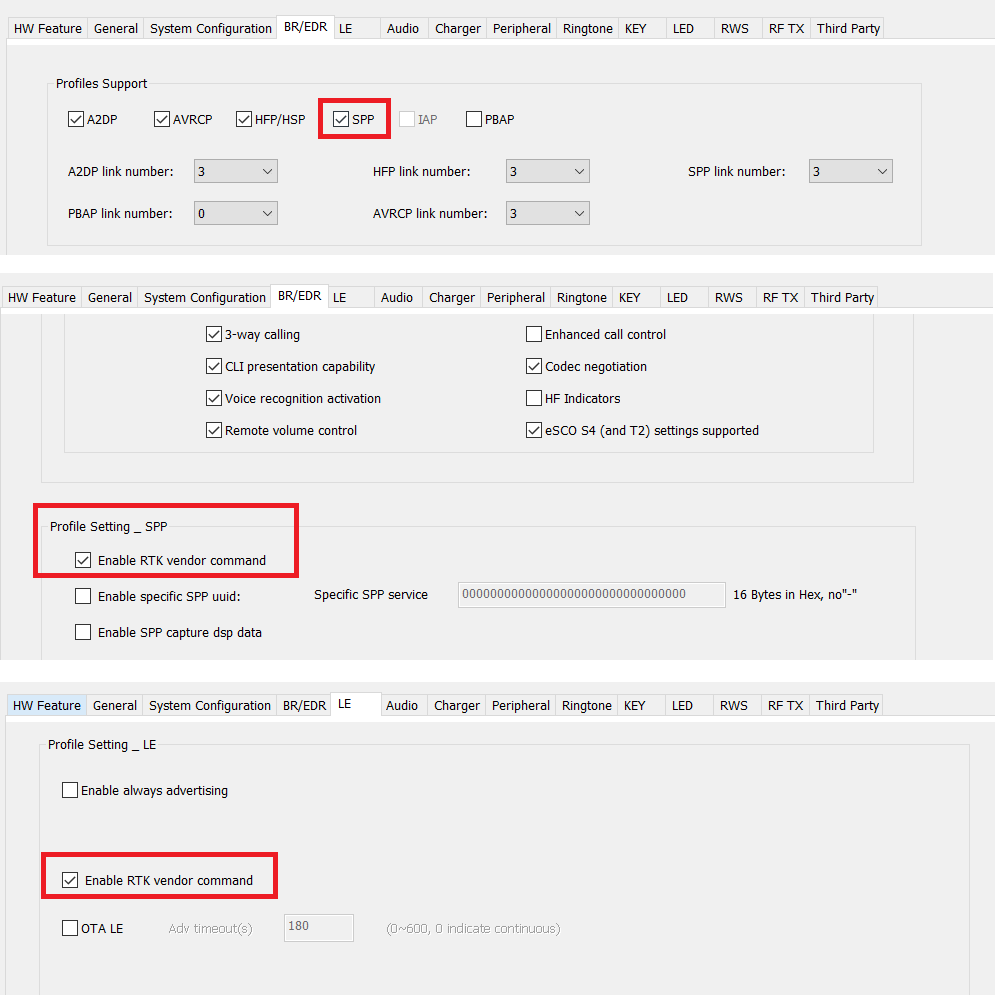 HW Feature General System Configuration BR/EDR LE Audio Charger Peripheral Ringtone KEY LED RWS RF TX Third Party
Profiles Support
A2DP AVRCP HFP/HSP SPP IAP PBAP
A2DP link number: 3 HFP link number: 3 SPP link number: 3
PBAP link number: 0 AVRCP link number: 3
HW Feature General System Configuration BR/EDR LE Audio Charger Peripheral Ringtone KEY LED RWS RF TX Third Party
3-way calling Enhanced call control
CLI presentation capability Codec negotiation
Voice recognition activation HF Indicators
Remote volume control eSCO S4 (and T2) settings supported
Profile Setting _ SPP
Enable RTK vendor command
Enable specific SPP uuid: Specific SPP service 00000000000000000000000000000000 16 Bytes in Hex, no"-"
Enable SPP capture dsp data
HW Feature General System Configuration BR/EDR LE Audio Charger Peripheral Ringtone KEY LED RWS RF TX Third Party
Profile Setting _ LE
Enable always advertising
Enable RTK vendor command
OTA LE Adv timeout(s) 180 (0~600, 0 indicate continuous)